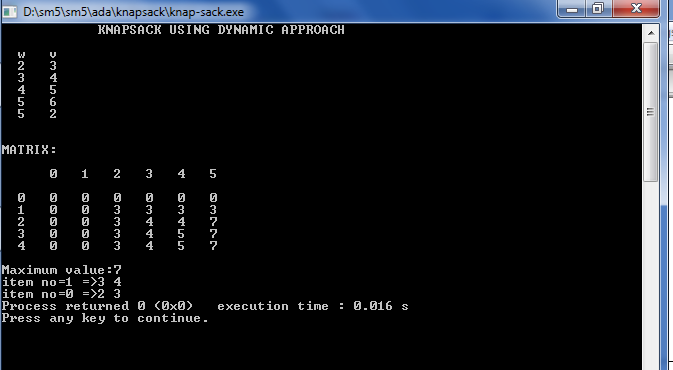 D:\sm5\sm5\ada\knapsack\knap-sack.exe
KNAPSACK USING DYNAMIC APPROACH
w v
2 3
3 4
4 5
5 6
5 2
MATRIX:
0 1 2 3 4 5
0 0 0 0 0 0 0
1 0 0 3 3 3 3
2 0 0 3 4 4 7
3 0 0 3 4 5 7
4 0 0 3 4 5 7
Maximum value:7
item no=1 =>3 4
item no=0 =>2 3
Process returned 0 (0x0) execution time : 0.016 s
Press any key to continue.